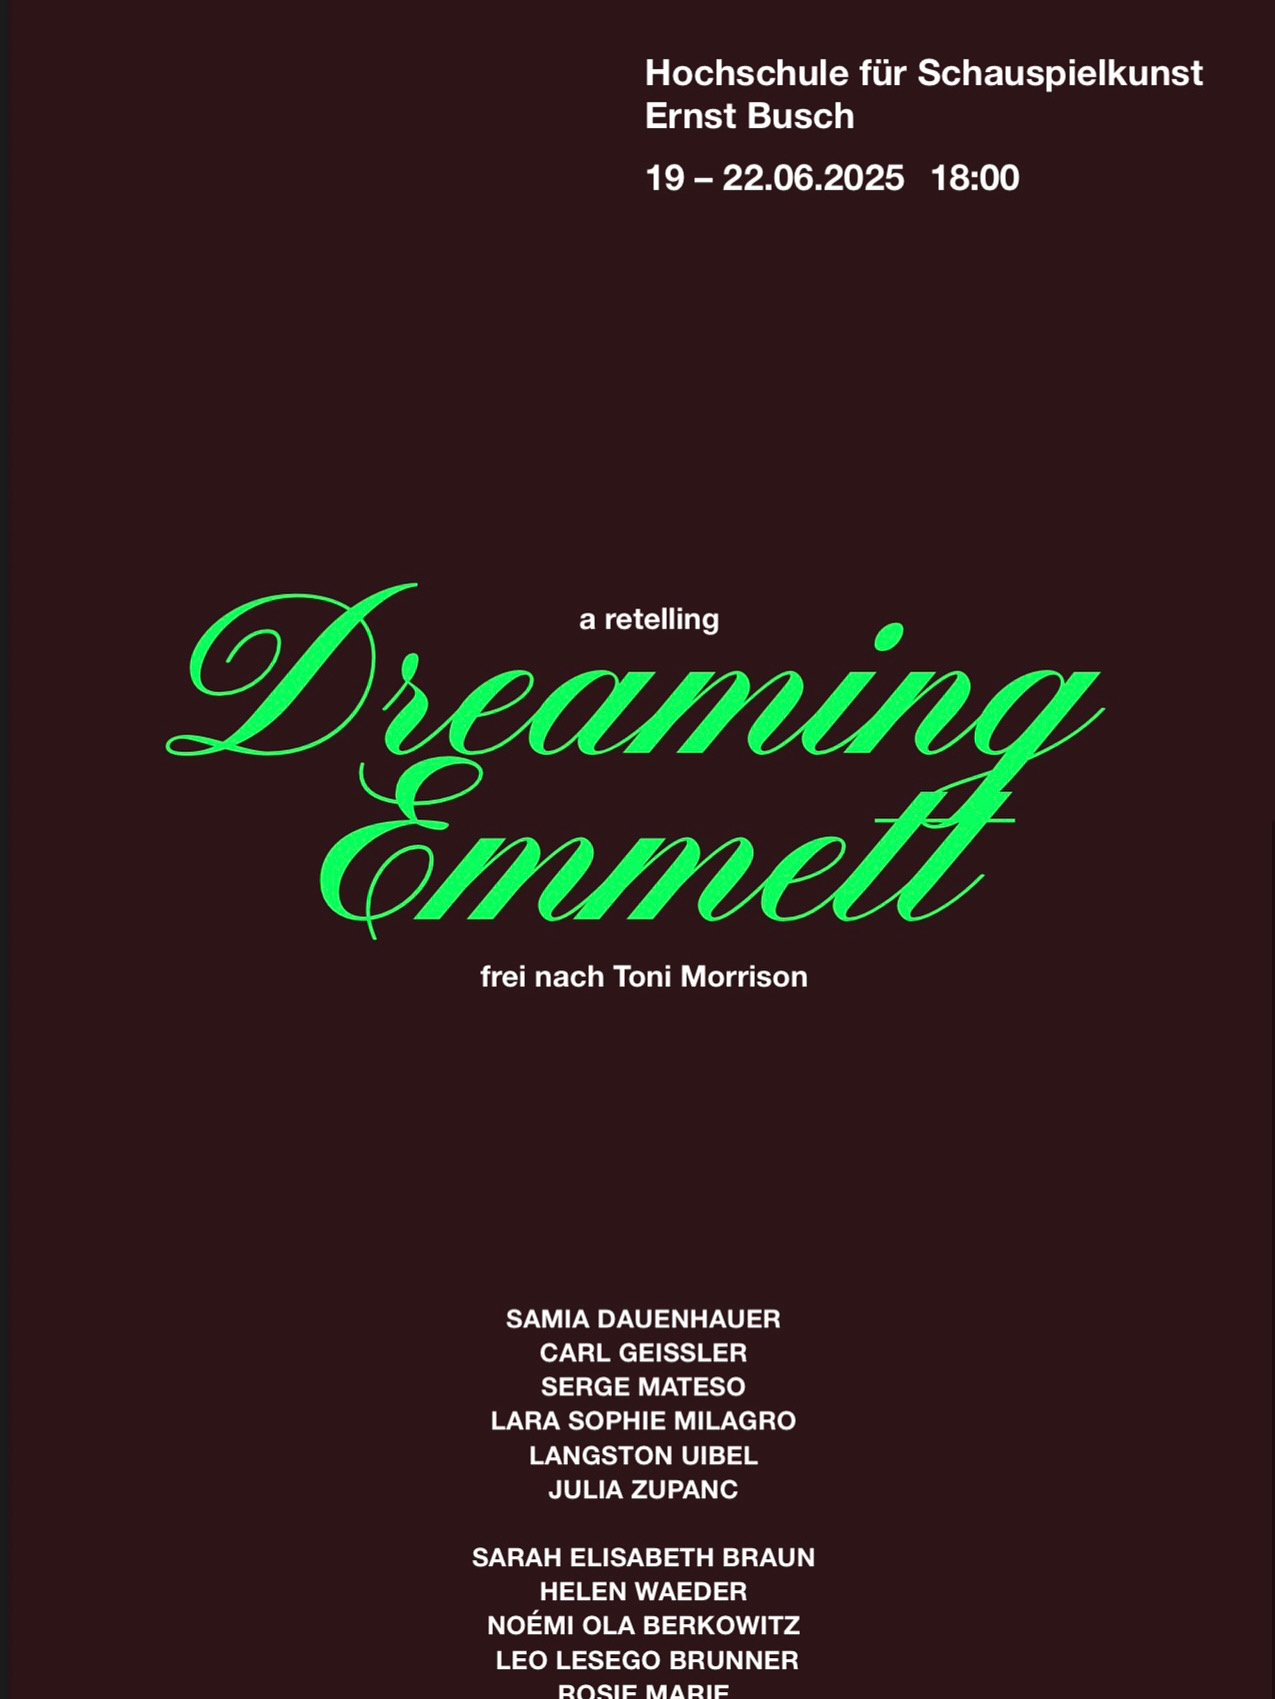 Hochschule für Schauspielkunst
Ernst Busch
19 – 22.06.2025 18:00
a retelling
Dreaming
Emmett
frei nach Toni Morrison
SAMIA DAUENHAUER
CARL GEISSLER
SERGE MATESO
LARA SOPHIE MILAGRO
LANGSTON UIBEL
JULIA ZUPANC
SARAH ELISABETH BRAUN
HELEN WAEDER
NOÉMI OLA BERKOWITZ
LEO LESEGO BRUNNER
ROSIE MARIE